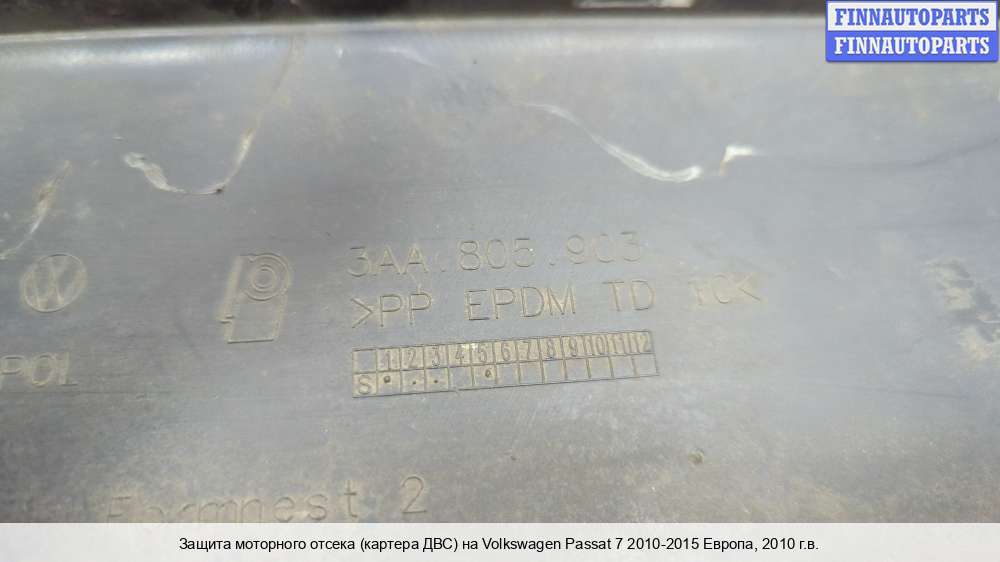 FINNAUTOPARTS
FINNAUTOPARTS
3AA.805.903
>PP EPDM TD 10<
POL
1 2 3 4 5 6 7 8 9 10 11 12
S
Formnest 2
Защита моторного отсека (картера ДВС) на Volkswagen Passat 7 2010-2015 Европа, 2010 г.в.